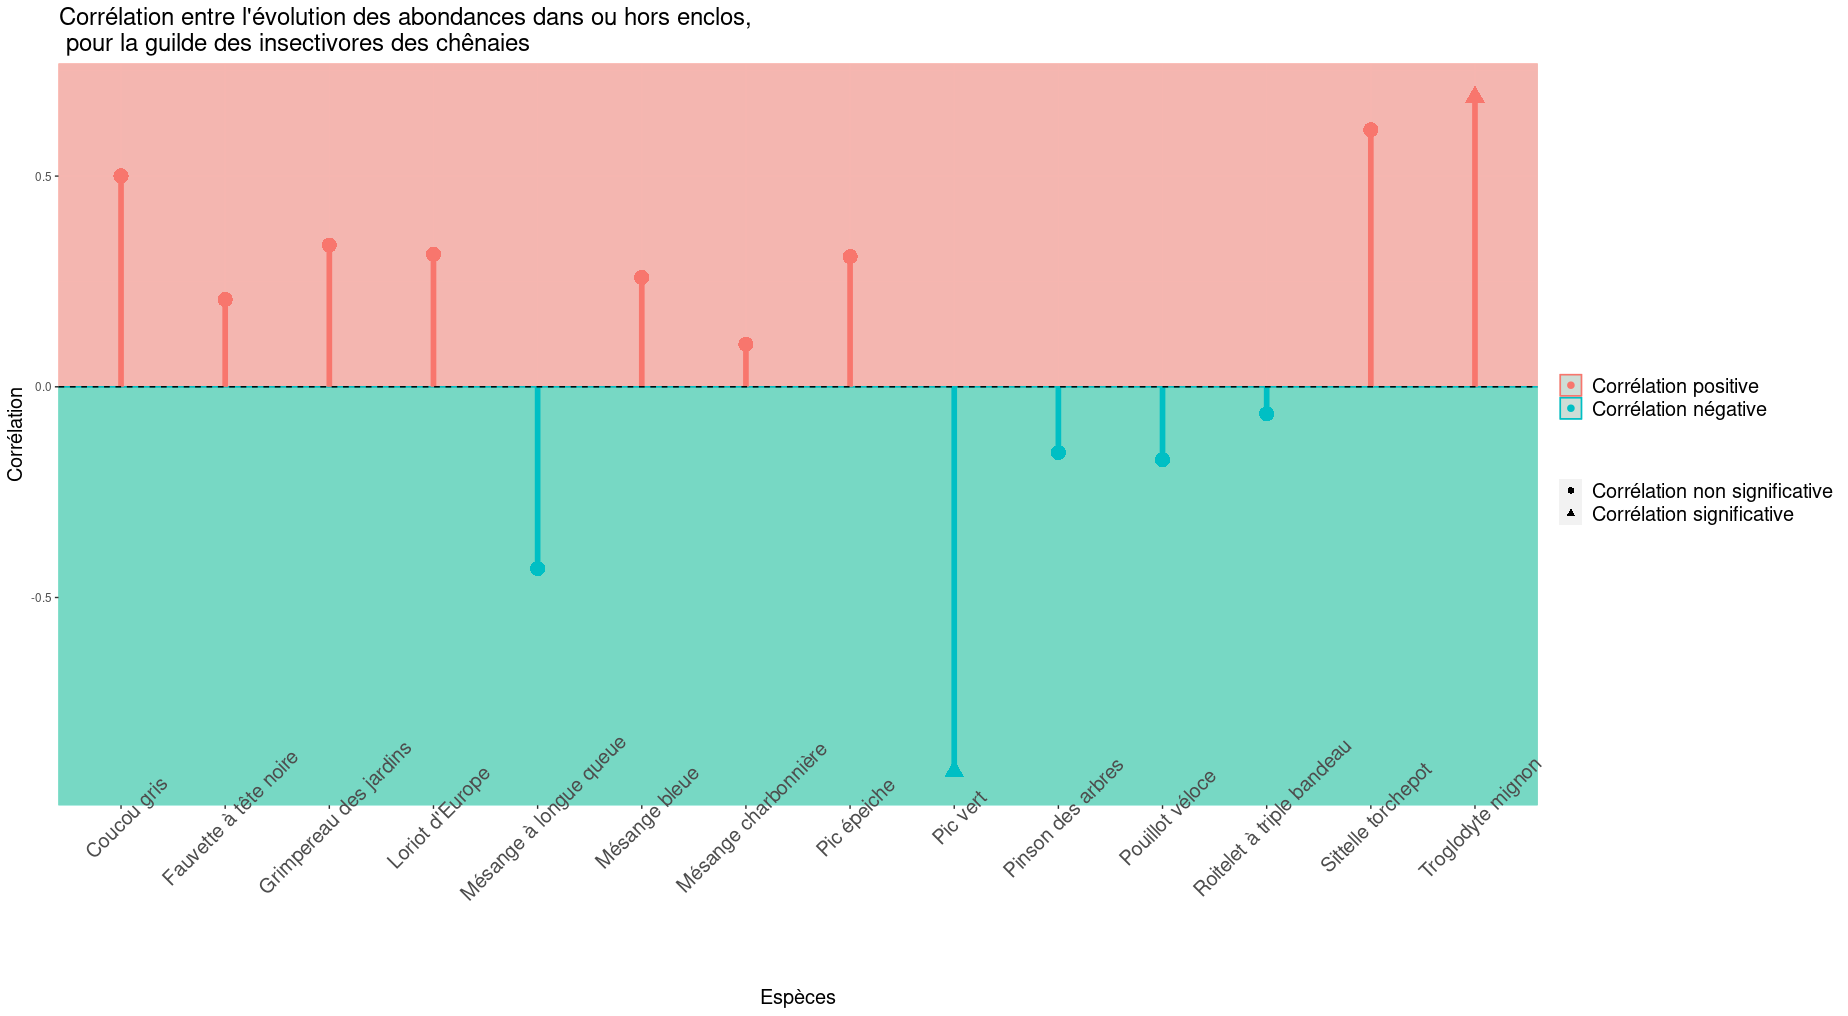 Corrélation entre l'évolution des abondances dans ou hors enclos,
pour la guilde des insectivores des chênaies
Corrélation
0.5
0.0
-0.5
Coucou gris
Fauvette à tête noire
Grimpereau des jardins
Loriot d'Europe
Mésange à longue queue
Mésange bleue
Mésange charbonnière
Pic épeiche
Pic vert
Pinson des arbres
Pouillot véloce
Roitelet à triple bandeau
Sittelle torchepot
Troglodyte mignon
Espèces
Corrélation positive
Corrélation négative
Corrélation non significative
Corrélation significative